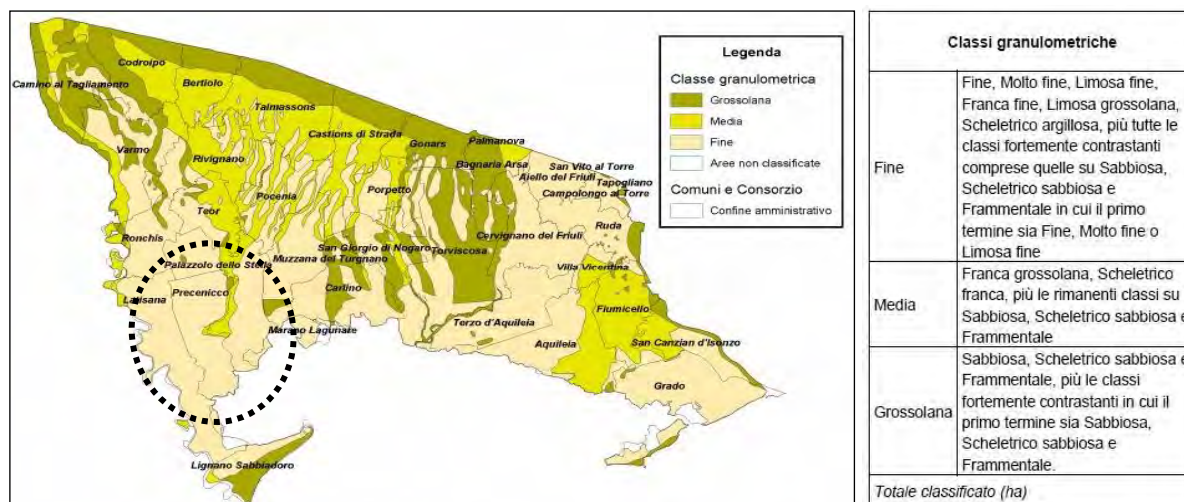 Codroipo
Camino al Tagliamento
Bertiolo
Talmassons
Castions di Strada
Varmo
Rivignano
Gonars
Palmanova
Bagnaria Arsa
San Vito al Torre
Aiello del Friuli
Tapogliano
Campolongo al Torre
Pocenia
Porpetto
Teor
Ruda
Ronchis
San Giorgio di Nogaro
Torviscosa
Cervignano del Friuli
Palazzolo dello Stella
Muzzana del Turgnano
Villa Vicentina
Latisana
Precenicco
Carlino
Fiumicello
Marano Lagunare
Terzo d'Aquileia
Aquileia
San Canzian d'Isonzo
Grado
Lignano Sabbiadoro
Legenda
Classe granulometrica
Grossolana
Media
Fine
Aree non classificate
Comuni e Consorzio
Confine amministrativo
Classi granulometriche
Fine
Fine, Molto fine, Limosa fine,
Franca fine, Limosa grossolana,
Scheletrico argillosa, più tutte le
classi fortemente contrastanti
comprese quelle su Sabbiosa,
Scheletrico sabbiosa e
Frammentale in cui il primo
termine sia Fine, Molto fine o
Limosa fine
Media
Franca grossolana, Scheletrico
franca, più le rimanenti classi su
Sabbiosa, Scheletrico sabbiosa e
Frammentale
Grossolana
Sabbiosa, Scheletrico sabbiosa e
Frammentale, più le classi
fortemente contrastanti in cui il
primo termine sia Sabbiosa,
Scheletrico sabbiosa e
Frammentale.
Totale classificato (ha)